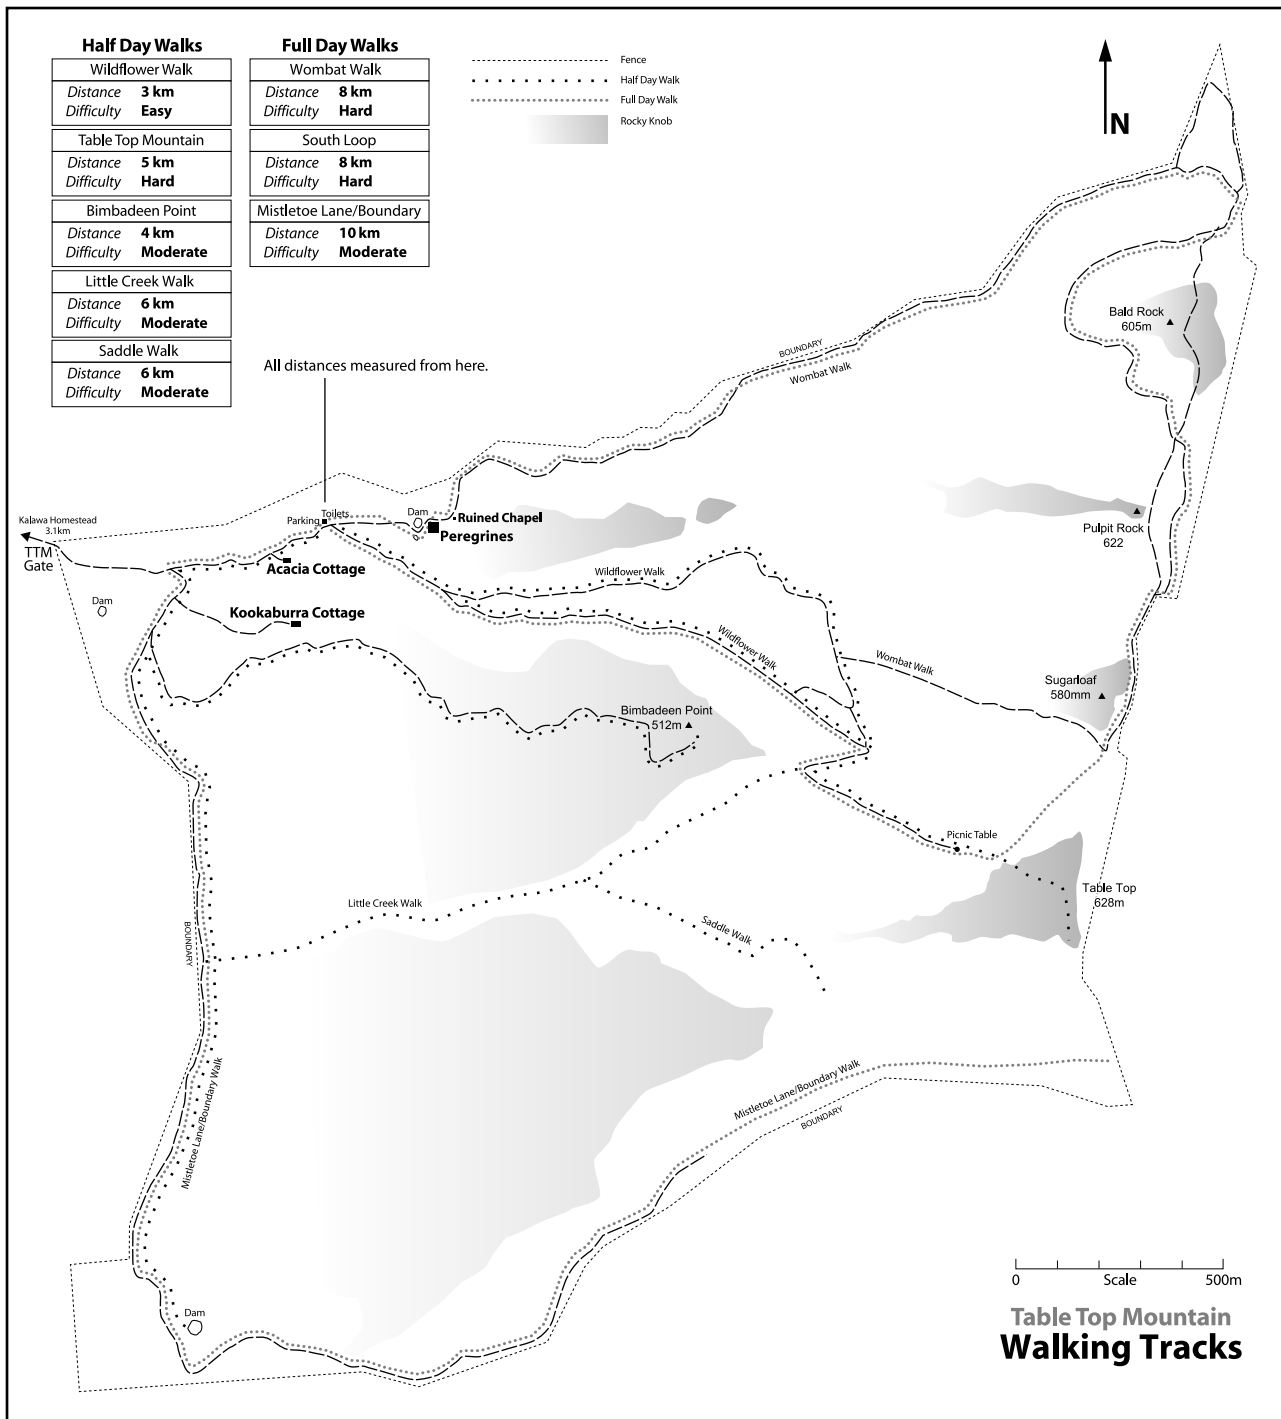 Half Day Walks
Wildflower Walk
Distance 3 km
Difficulty Easy
Table Top Mountain
Distance 5 km
Difficulty Hard
Bimbadeen Point
Distance 4 km
Difficulty Moderate
Little Creek Walk
Distance 6 km
Difficulty Moderate
Saddle Walk
Distance 6 km
Difficulty Moderate
Full Day Walks
Wombat Walk
Distance 8 km
Difficulty Hard
South Loop
Distance 8 km
Difficulty Hard
Mistletoe Lane/Boundary
Distance 10 km
Difficulty Moderate
Fence
Half Day Walk
Full Day Walk
Rocky Knob
N
All distances measured from here.
BOUNDARY
Wombat Walk
Bald Rock
605m
Kalawa Homestead
3.1km
TTM
Gate
Parking
Toilets
Dam
Ruined Chapel
Peregrines
Pulpit Rock
622
Acacia Cottage
Dam
Kookaburra Cottage
Wildflower Walk
Wildflower Walk
Wombat Walk
Sugarloaf
580mm
Bimbadeen Point
512m
Picnic Table
Table Top
628m
Little Creek Walk
Saddle Walk
BOUNDARY
Mistletoe Lane/Boundary Walk
Mistletoe Lane/Boundary Walk
BOUNDARY
Dam
0 Scale 500m
Table Top Mountain
Walking Tracks